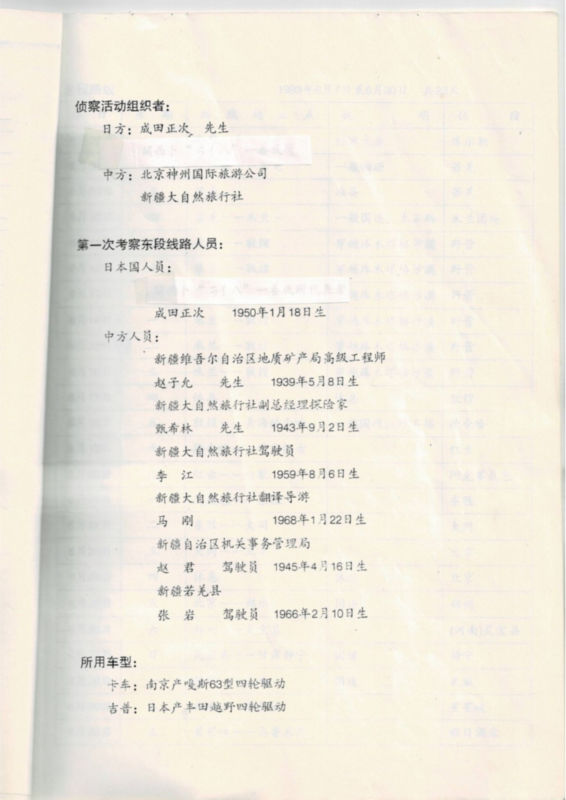 侦察活动组织者：
日方：成田正次 先生
中方：北京神州国际旅游公司
新疆大自然旅行社
第一次考察东段线路人员：
日本国人员：
成田正次 1950年1月18日生
中方人员：
新疆维吾尔自治区地质矿产局高级工程师
赵子允 先生 1939年5月8日生
新疆大自然旅行社副总经理探险家
甄希林 先生 1943年9月2日生
新疆大自然旅行社驾驶员
李 江 1959年8月6日生
新疆大自然旅行社翻译导游
马 刚 1968年1月22日生
新疆自治区机关事务管理局
赵 君 驾驶员 1945年4月16日生
新疆若羌县
张 岩 驾驶员 1966年2月10日生
所用车型：
卡车：南京产嘎斯63型四轮驱动
吉普：日本产丰田越野四轮驱动